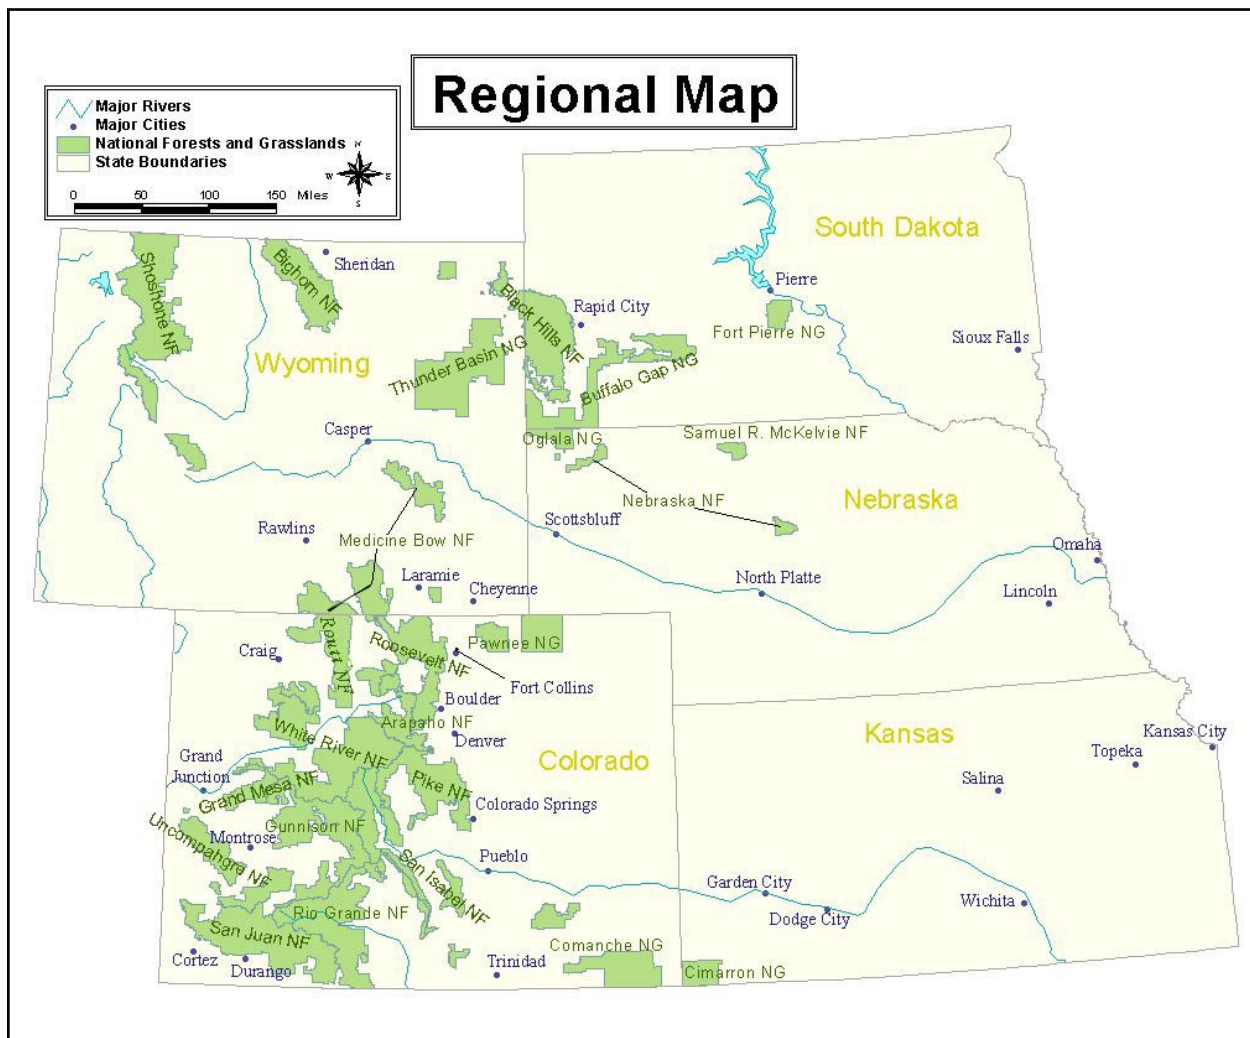 Regional Map
Major Rivers
Major Cities
National Forests and Grasslands
State Boundaries
N
W E
S
0 50 100 150 Miles
South Dakota
Shoshone NF
Bighorn NF
Sheridan
Black Hills NF
Rapid City
Pierre
Fort Pierre NG
Sioux Falls
Wyoming
Thunder Basin NG
Buffalo Gap NG
Casper
Oglala NG
Samuel R. McKelvie NF
Nebraska NF
Nebraska
Scottsbluff
Rawlins
Medicine Bow NF
Omaha
Laramie
Cheyenne
North Platte
Lincoln
Routt NF
Roosevelt NF
Pawnee NG
Craig
Fort Collins
Boulder
Arapaho NF
White River NF
Denver
Kansas
Kansas City
Topeka
Grand
Junction
Colorado
Salina
Grand Mesa NF
Pike NF
Colorado Springs
Gunnison NF
Montrose
Uncompahgre NF
San Isabel NF
Pueblo
Garden City
Dodge City
Wichita
Rio Grande NF
San Juan NF
Comanche NG
Cortez
Durango
Trinidad
Cimarron NG